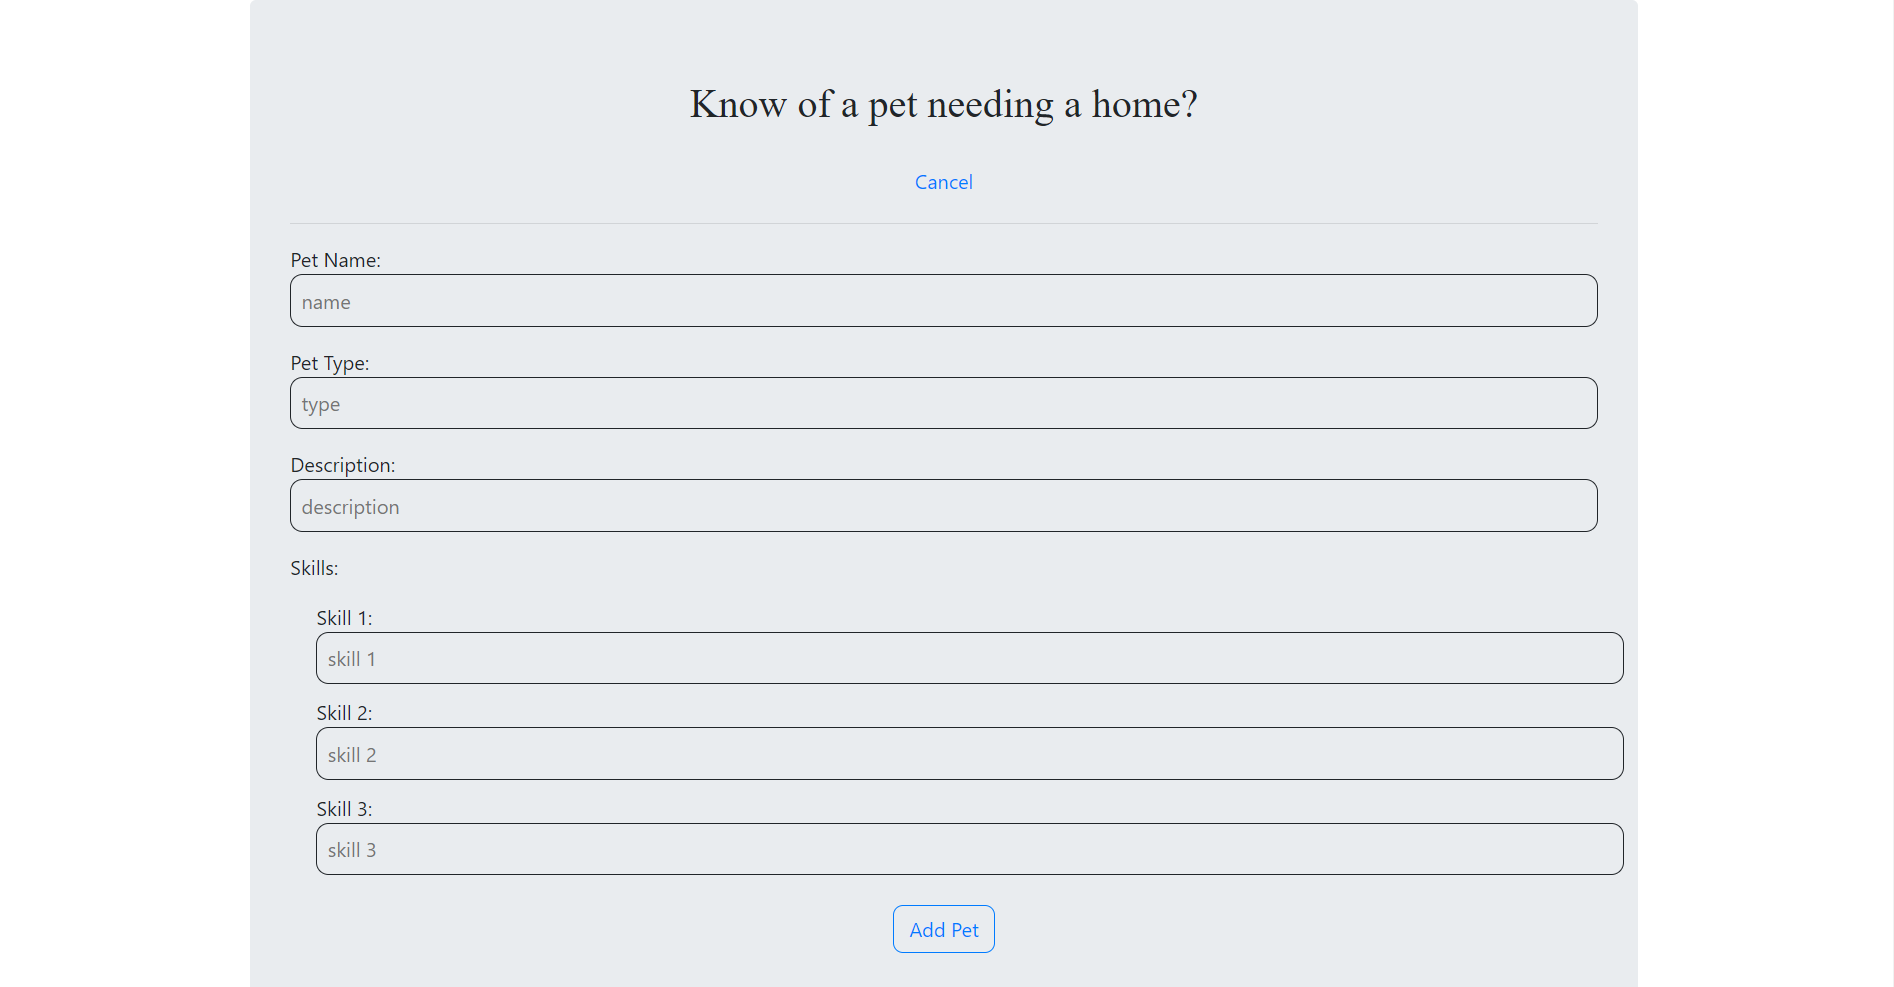 Know of a pet needing a home?
Cancel
Pet Name:
name
Pet Type:
type
Description:
description
Skills:
Skill 1:
skill 1
Skill 2:
skill 2
Skill 3:
skill 3
Add Pet